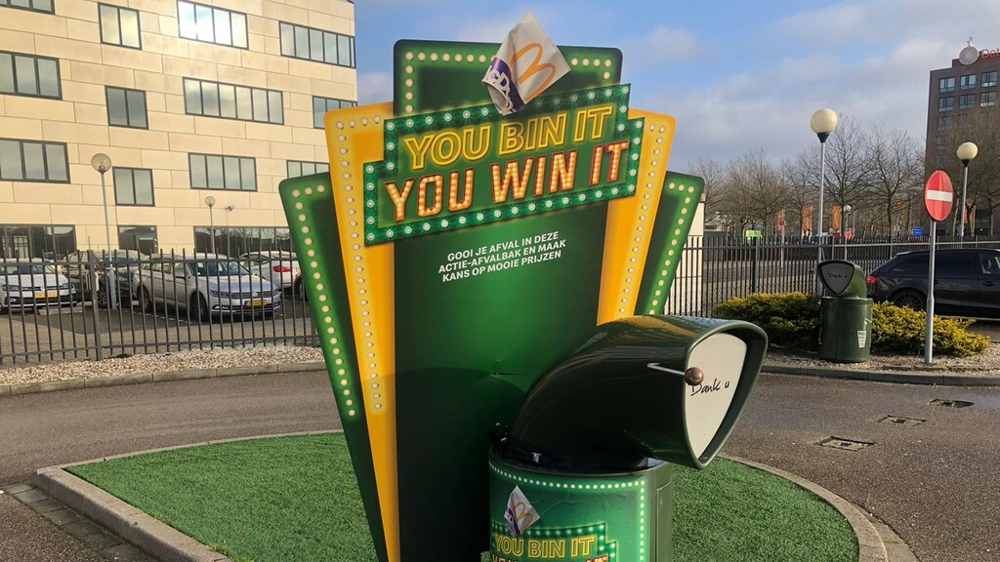 YOU BIN IT
YOU WIN IT
GOOI JE AFVAL IN DEZE
ACTIE-AFVALBAK EN MAAK
KANS OP MOOIE PRIJZEN
Dank u
YOU BIN IT